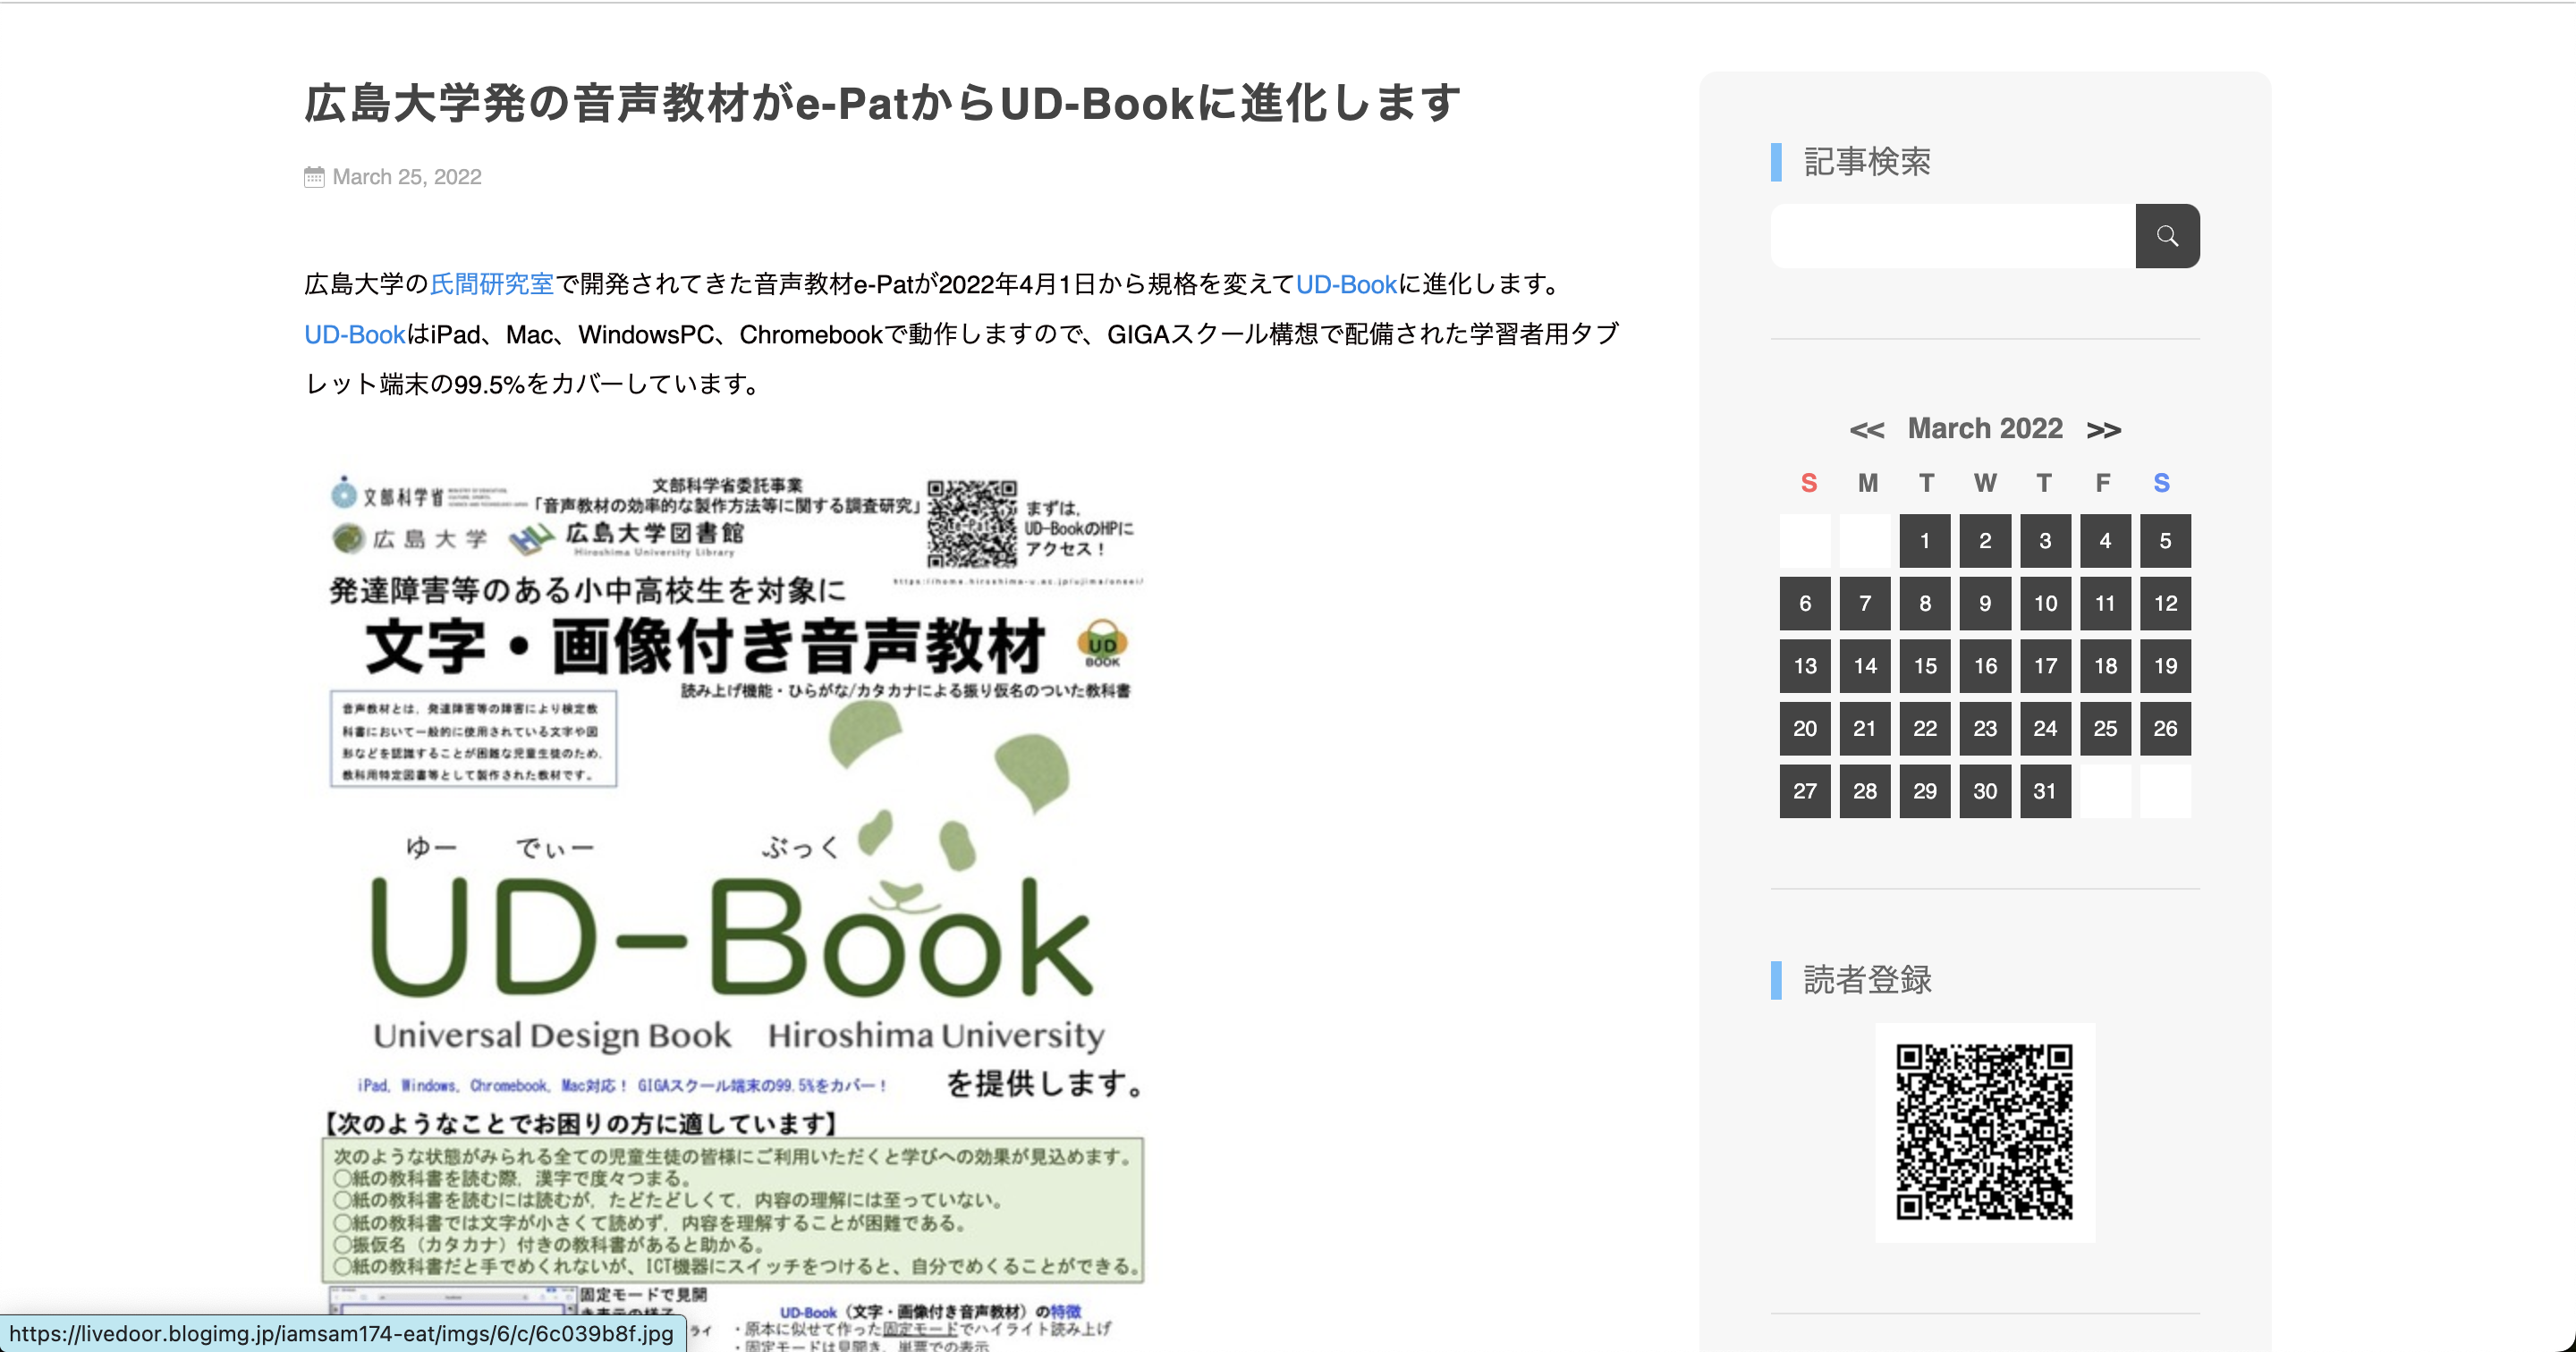 広島大学発の音声教材がe-PatからUD-Bookに進化します
March 25, 2022
広島大学の氏間研究室で開発されてきた音声教材e-Patが2022年4月1日から規格を変えてUD-Bookに進化します。
UD-BookはiPad、Mac、WindowsPC、Chromebookで動作しますので、GIGAスクール構想で配備された学習者用タブ
レット端末の99.5%をカバーしています。
文部科学省
文部科学省委託事業
「音声教材の効率的な製作方法等に関する調査研究」
広島大学
広島大学図書館
Hiroshima University Library
e-Pat
まずは,
UD-BookのHPに
アクセス！
https://home.hiroshima-u.ac.jp/ujima/onsei/
発達障害等のある小中高校生を対象に
文字・画像付き音声教材
UD
BOOK
読み上げ機能・ひらがな/カタカナによる振り仮名のついた教科書
音声教材とは，発達障害等の障害により検定教
科書において一般的に使用されている文字や図
形などを認識することが困難な児童生徒のため，
教科用特定図書等として製作された教材です。
ゆー でぃー ぶっく
UD-Book
Universal Design Book Hiroshima University
iPad, Windows, Chromebook, Mac対応！ GIGAスクール端末の99.5%をカバー！
を提供します。
【次のようなことでお困りの方に適しています】
次のような状態がみられる全ての児童生徒の皆様にご利用いただくと学びへの効果が見込めます。
○紙の教科書を読む際，漢字で度々つまる。
○紙の教科書を読むには読むが，たどたどしくて，内容の理解には至っていない。
○紙の教科書では文字が小さくて読めず，内容を理解することが困難である。
○振仮名（カタカナ）付きの教科書があると助かる。
○紙の教科書だと手でめくれないが、ICT機器にスイッチをつけると、自分でめくることができる。
固定モードで見開
UD-Book（文字・画像付き音声教材）の特徴
ライ
・原本に似せて作った固定モードでハイライト読み上げ
・固定モードは見開き、単票での表示
https://livedoor.blogimg.jp/iamsam174-eat/imgs/6/c/6c039b8f.jpg
記事検索
<< March 2022 >>
S M T W T F S
1 2 3 4 5
6 7 8 9 10 11 12
13 14 15 16 17 18 19
20 21 22 23 24 25 26
27 28 29 30 31
読者登録